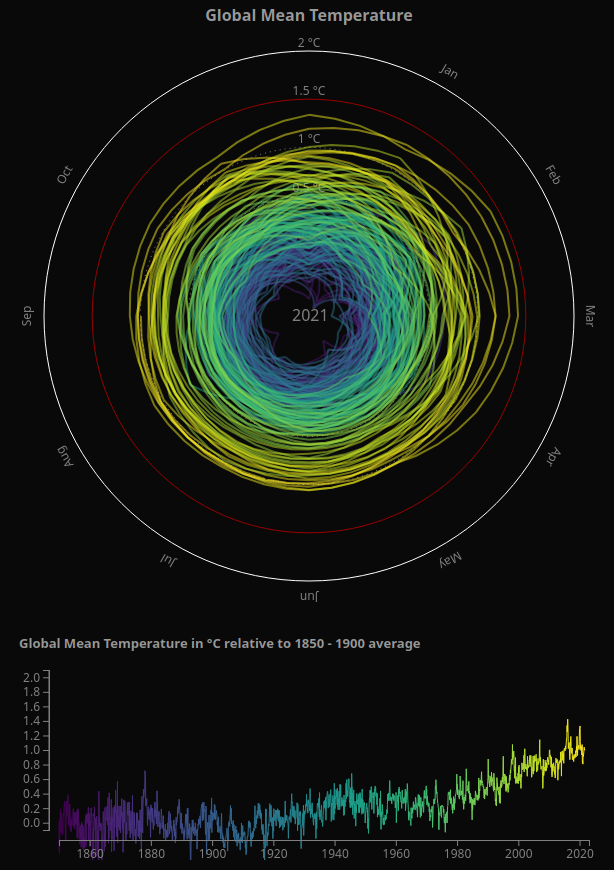 Global Mean Temperature
2 °C
Jan
1.5 °C
1 °C
Oct
Feb
0.5 °C
Sep
2021
Mar
Aug
Apr
Jul
May
Jun
Global Mean Temperature in °C relative to 1850 - 1900 average
2.0
1.8
1.6
1.4
1.2
1.0
0.8
0.6
0.4
0.2
0.0
1860 1880 1900 1920 1940 1960 1980 2000 2020